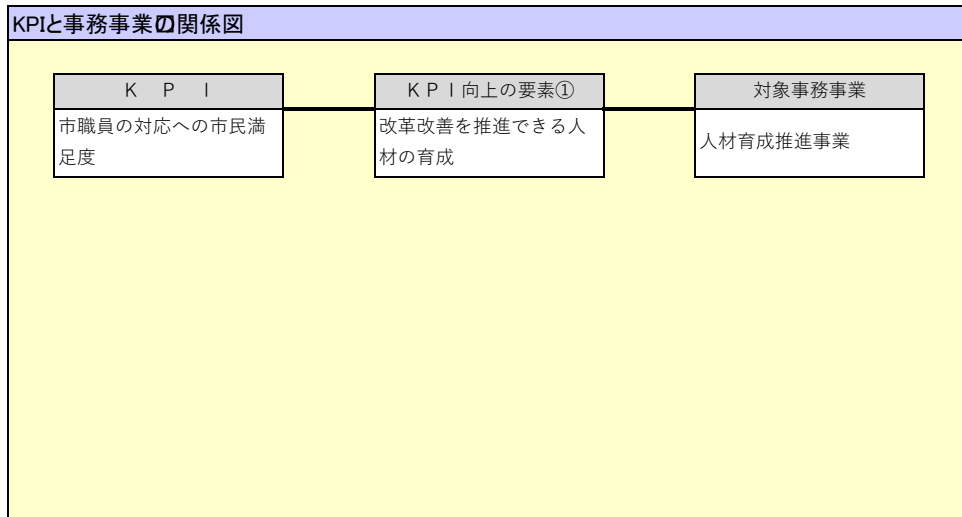 KPIと事務事業の関係図
K P I
KPI向上の要素①
対象事務事業
市職員の対応への市民満
足度
改革改善を推進できる人
材の育成
人材育成推進事業